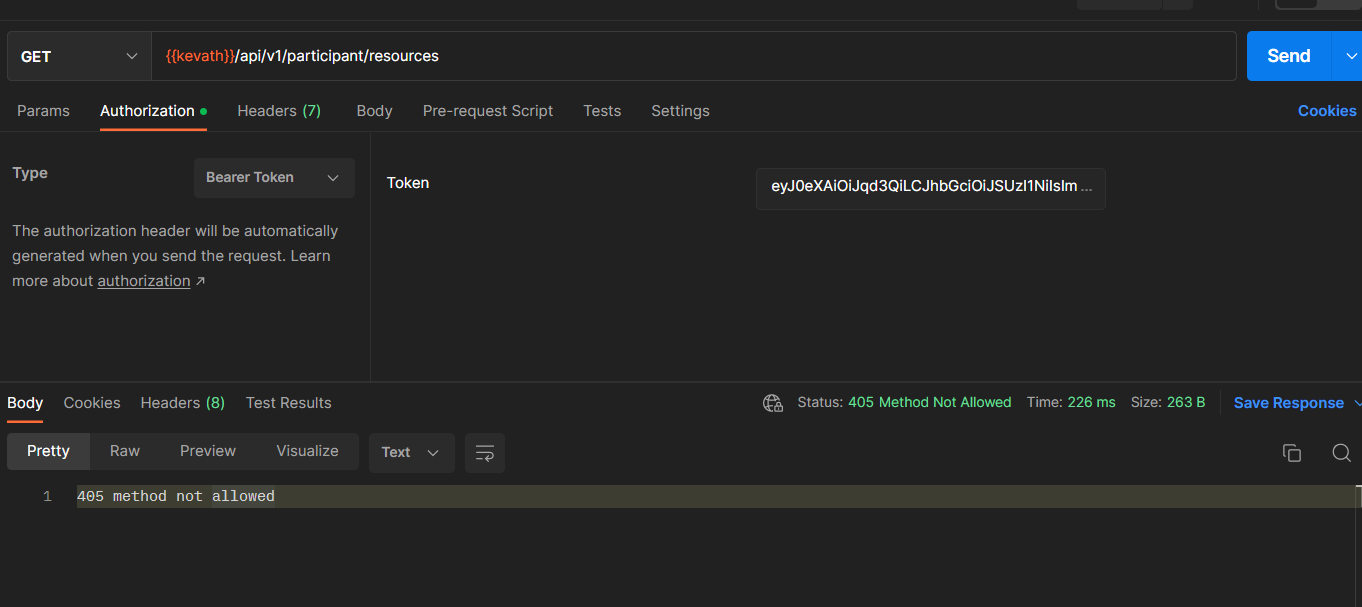 GET {{kevath}}/api/v1/participant/resources Send
Params Authorization Headers (7) Body Pre-request Script Tests Settings Cookies
Type Bearer Token Token eyJ0eXAiOiJqd3QiLCJhbGciOiJSUzI1NiIsIm ...
The authorization header will be automatically
generated when you send the request. Learn
more about authorization ↗
Body Cookies Headers (8) Test Results Status: 405 Method Not Allowed Time: 226 ms Size: 263 B Save Response
Pretty Raw Preview Visualize Text
1 405 method not allowed